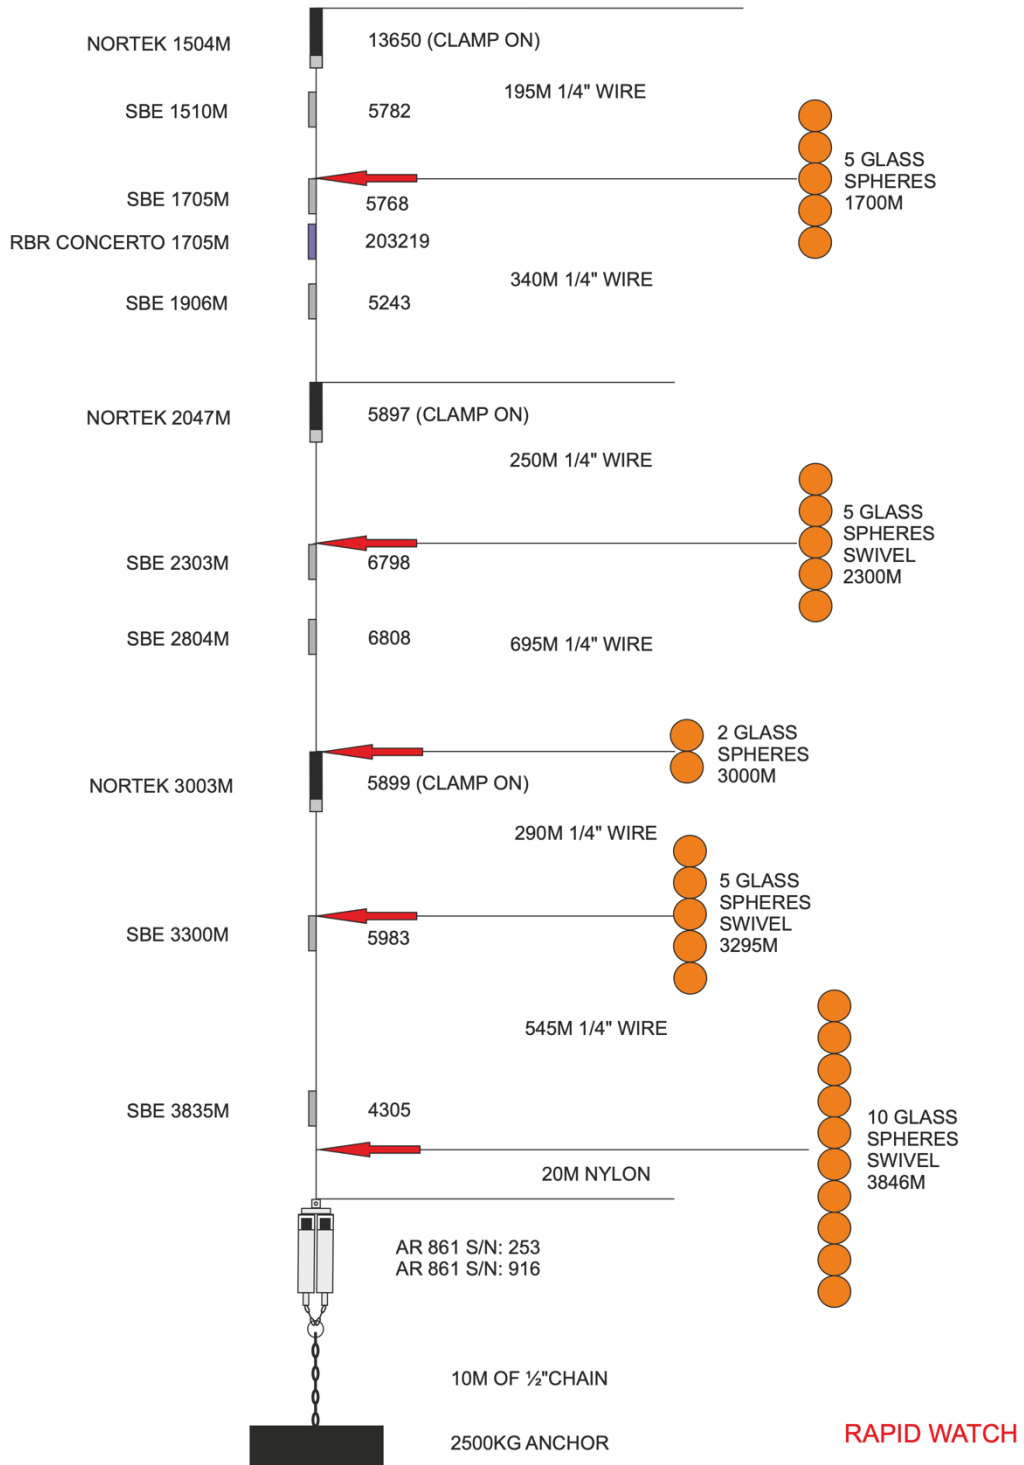 NORTEK 1504M
13650 (CLAMP ON)
195M 1/4" WIRE
SBE 1510M
5782
5 GLASS
SPHERES
1700M
SBE 1705M
5768
RBR CONCERTO 1705M
203219
340M 1/4" WIRE
SBE 1906M
5243
NORTEK 2047M
5897 (CLAMP ON)
250M 1/4" WIRE
5 GLASS
SPHERES
SWIVEL
2300M
SBE 2303M
6798
SBE 2804M
6808
695M 1/4" WIRE
2 GLASS
SPHERES
3000M
NORTEK 3003M
5899 (CLAMP ON)
290M 1/4" WIRE
5 GLASS
SPHERES
SWIVEL
3295M
SBE 3300M
5983
545M 1/4" WIRE
SBE 3835M
4305
10 GLASS
SPHERES
SWIVEL
3846M
20M NYLON
AR 861 S/N: 253
AR 861 S/N: 916
10M OF ½"CHAIN
2500KG ANCHOR
RAPID WATCH